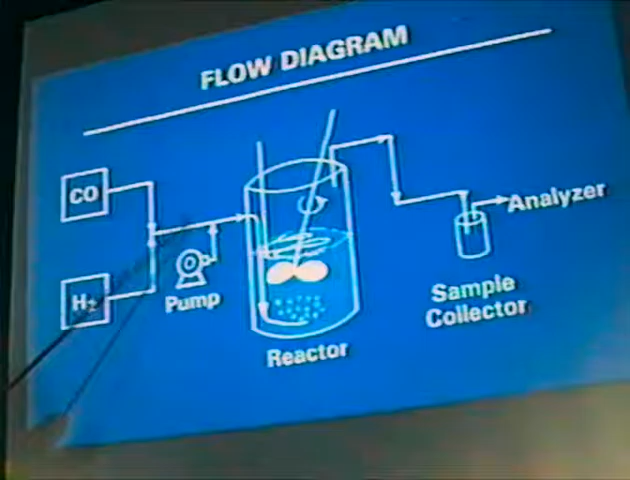 FLOW DIAGRAM
CO
H₂
Pump
Reactor
Sample
Collector
Analyzer